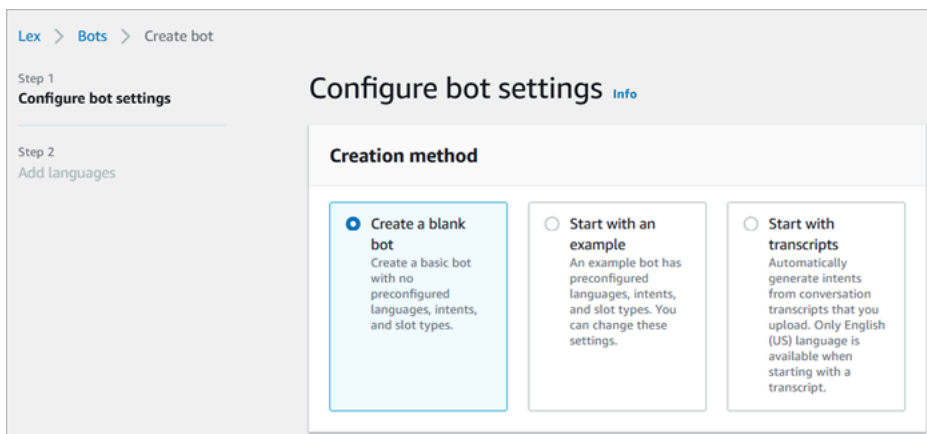 Lex > Bots > Create bot
Step 1
Configure bot settings
Step 2
Add languages
Configure bot settings Info
Creation method
Create a blank
bot
Create a basic bot
with no
preconfigured
languages, intents,
and slot types.
Start with an
example
An example bot has
preconfigured
languages, intents,
and slot types. You
can change these
settings.
Start with
transcripts
Automatically
generate intents
from conversation
transcripts that you
upload. Only English
(US) language is
available when
starting with a
transcript.